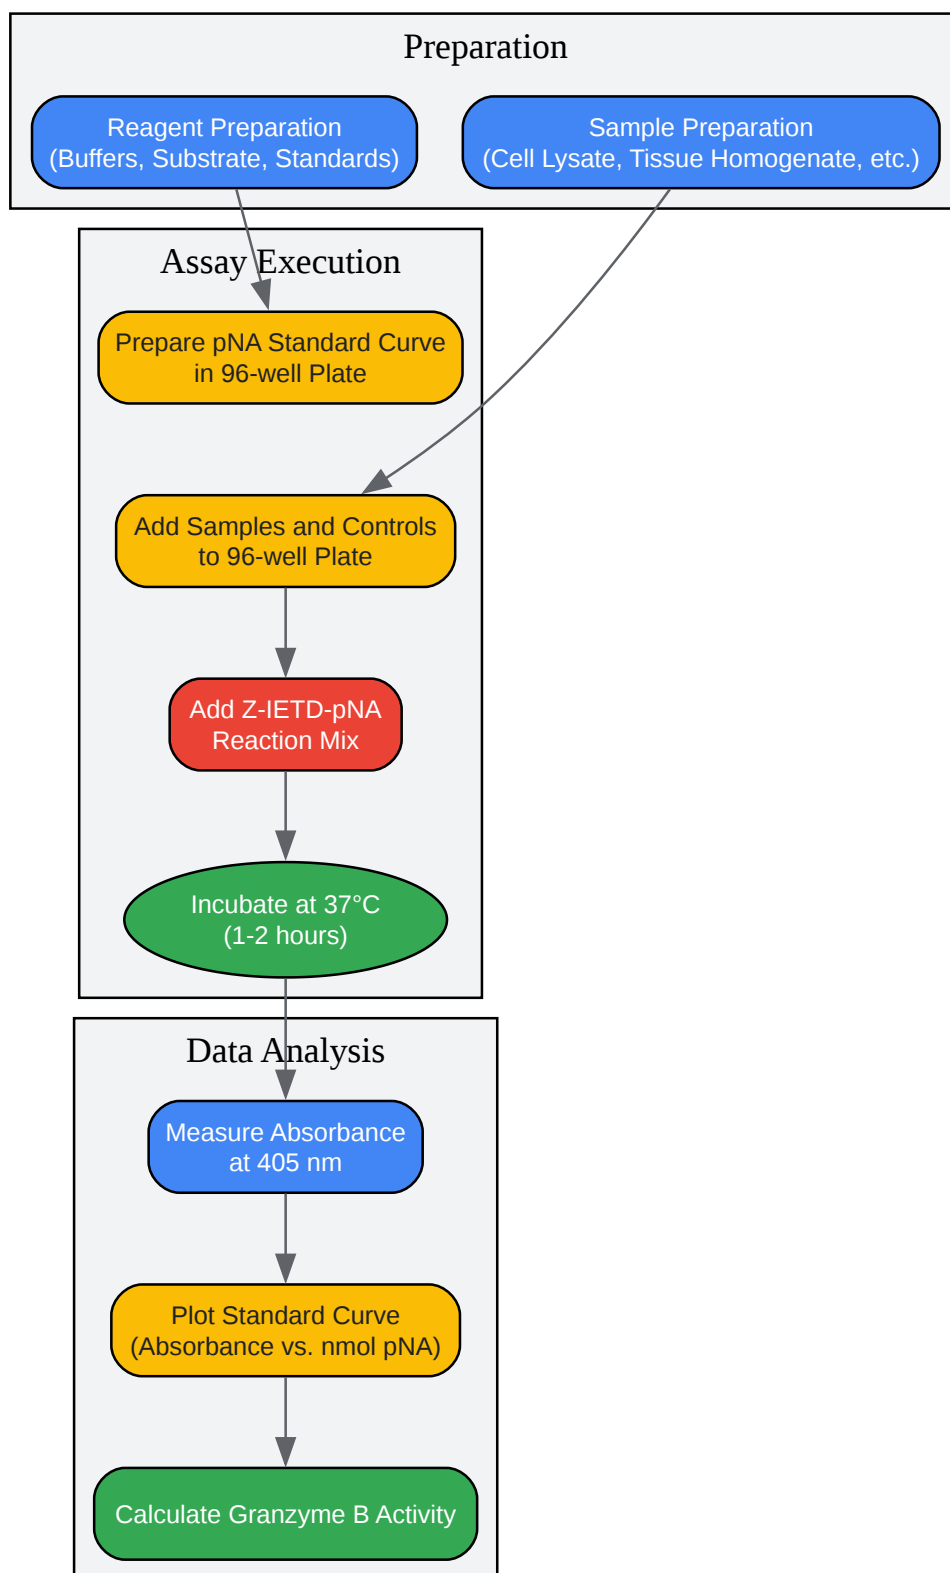 Preparation
Reagent Preparation
(Buffers, Substrate, Standards)
Sample Preparation
(Cell Lysate, Tissue Homogenate, etc.)
Assay Execution
Prepare pNA Standard Curve
in 96-well Plate
Add Samples and Controls
to 96-well Plate
Add Z-IETD-pNA
Reaction Mix
Incubate at 37°C
(1-2 hours)
Data Analysis
Measure Absorbance
at 405 nm
Plot Standard Curve
(Absorbance vs. nmol pNA)
Calculate Granzyme B Activity